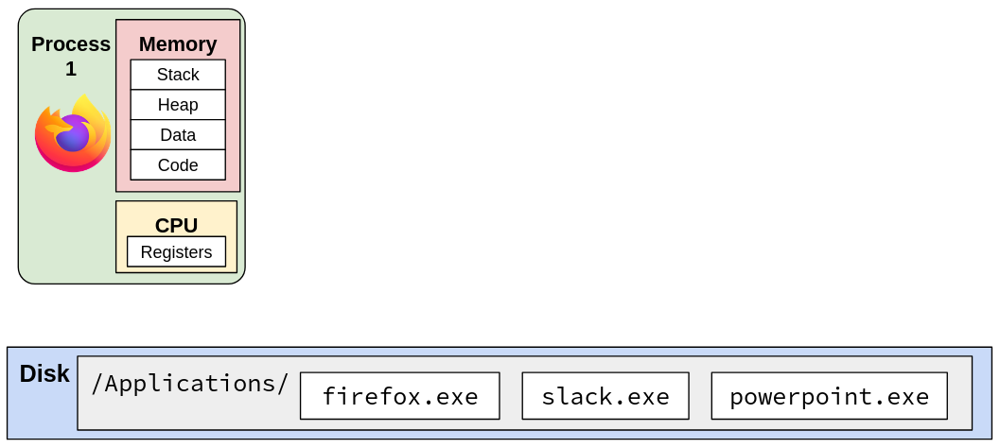 Process
1
Memory
Stack
Heap
Data
Code
CPU
Registers
Disk
/Applications/
firefox.exe
slack.exe
powerpoint.exe